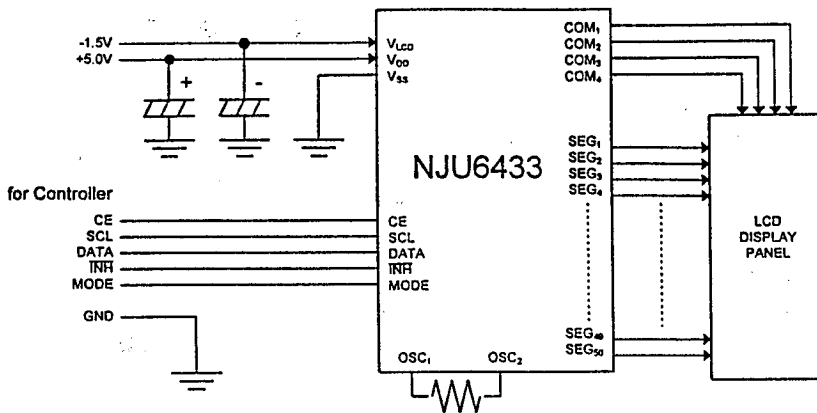 -1.5V
+5.0V
+
-
VLCD
VDD
VSS
COM1
COM2
COM3
COM4
SEG1
SEG2
SEG3
SEG4
NJU6433
for Controller
CE
SCL
DATA
INH
MODE
GND
CE
SCL
DATA
INH
MODE
LCD
DISPLAY
PANEL
SEG49
SEG50
OSC1
OSC2